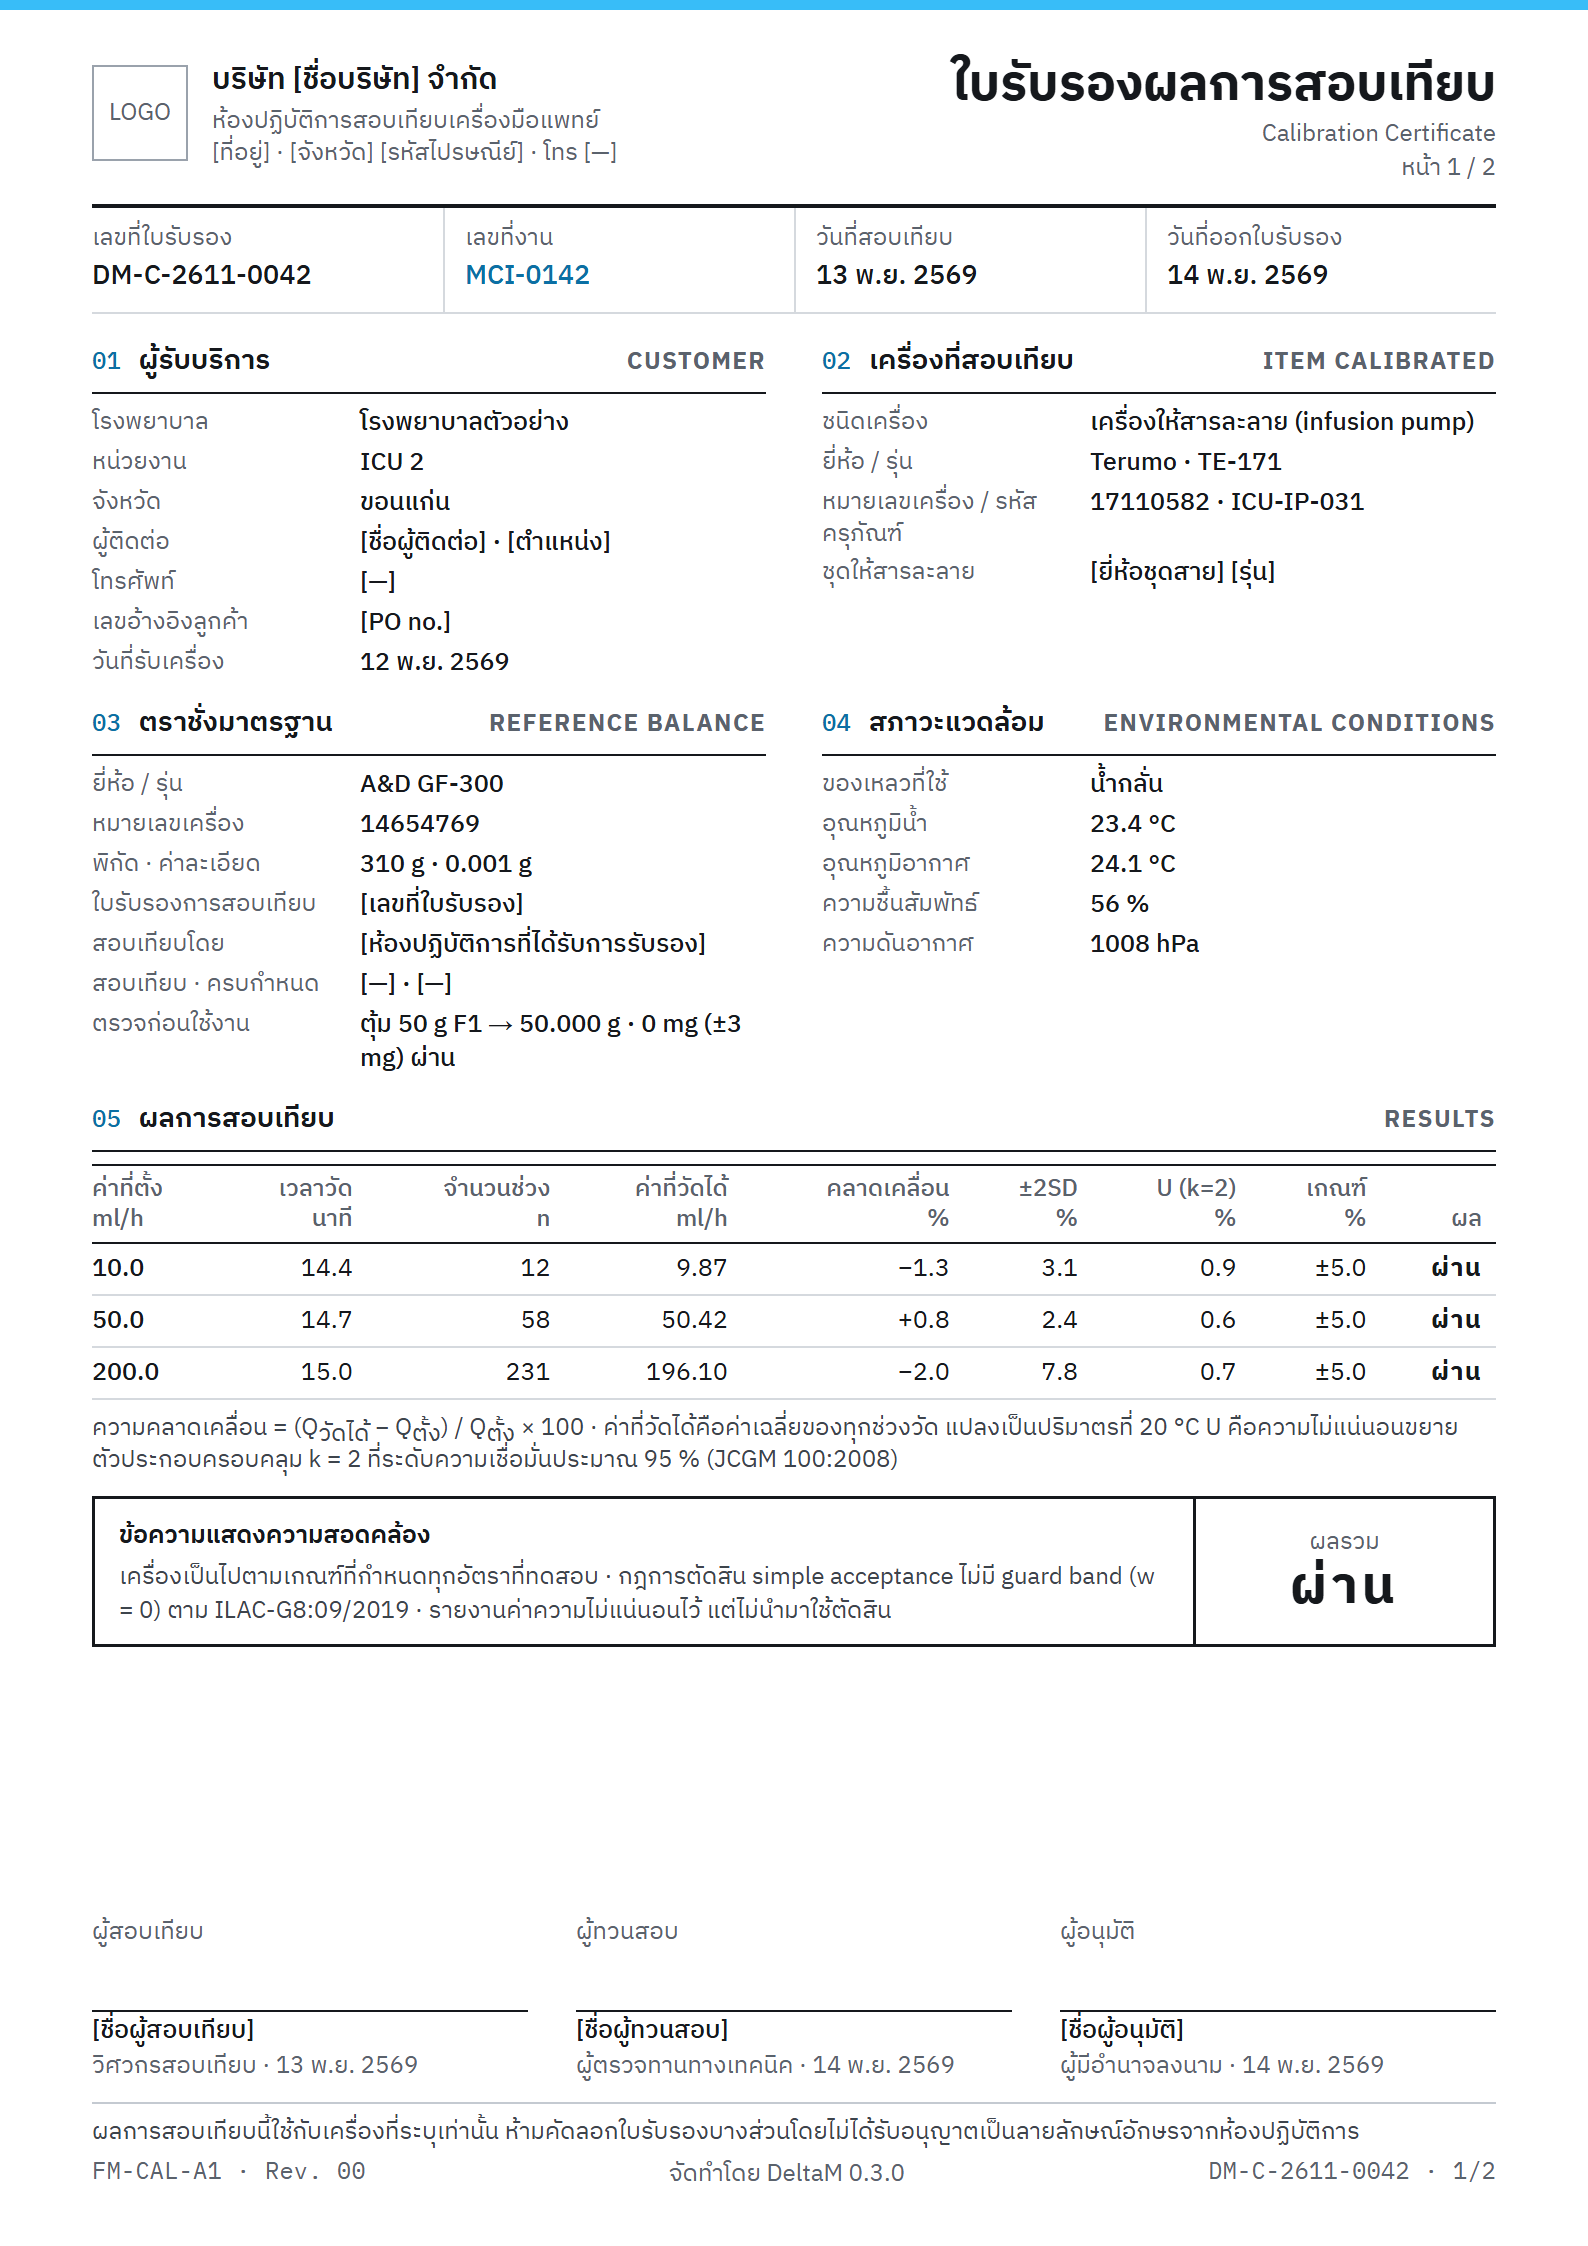 LOGO
บริษัท [ชื่อบริษัท] จำกัด
ห้องปฏิบัติการสอบเทียบเครื่องมือแพทย์
[ที่อยู่] · [จังหวัด] [รหัสไปรษณีย์] · โทร [—]
ใบรับรองผลการสอบเทียบ
Calibration Certificate
หน้า 1 / 2
เลขที่ใบรับรอง เลขที่งาน วันที่สอบเทียบ วันที่ออกใบรับรอง
DM-C-2611-0042 MCI-0142 13 พ.ย. 2569 14 พ.ย. 2569
01 ผู้รับบริการ CUSTOMER
โรงพยาบาล โรงพยาบาลตัวอย่าง
หน่วยงาน ICU 2
จังหวัด ขอนแก่น
ผู้ติดต่อ [ชื่อผู้ติดต่อ] · [ตำแหน่ง]
โทรศัพท์ [—]
เลขอ้างอิงลูกค้า [PO no.]
วันที่รับเครื่อง 12 พ.ย. 2569
02 เครื่องที่สอบเทียบ ITEM CALIBRATED
ชนิดเครื่อง เครื่องให้สารละลาย (infusion pump)
ยี่ห้อ / รุ่น Terumo · TE-171
หมายเลขเครื่อง / รหัส 17110582 · ICU-IP-031
ครุภัณฑ์
ชุดให้สารละลาย [ยี่ห้อชุดสาย] [รุ่น]
03 ตราชั่งมาตรฐาน REFERENCE BALANCE
ยี่ห้อ / รุ่น A&D GF-300
หมายเลขเครื่อง 14654769
พิกัด · ค่าละเอียด 310 g · 0.001 g
ใบรับรองการสอบเทียบ [เลขที่ใบรับรอง]
สอบเทียบโดย [ห้องปฏิบัติการที่ได้รับการรับรอง]
สอบเทียบ · ครบกำหนด [—] · [—]
ตรวจก่อนใช้งาน ตุ้ม 50 g F1 → 50.000 g · 0 mg (±3
mg) ผ่าน
04 สภาวะแวดล้อม ENVIRONMENTAL CONDITIONS
ของเหลวที่ใช้ น้ำกลั่น
อุณหภูมิน้ำ 23.4 °C
อุณหภูมิอากาศ 24.1 °C
ความชื้นสัมพัทธ์ 56 %
ความดันอากาศ 1008 hPa
05 ผลการสอบเทียบ RESULTS
ค่าที่ตั้ง เวลาวัด จำนวนช่วง ค่าที่วัดได้ คลาดเคลื่อน ±2SD U (k=2) เกณฑ์
ml/h นาที n ml/h % % % % ผล
10.0 14.4 12 9.87 −1.3 3.1 0.9 ±5.0 ผ่าน
50.0 14.7 58 50.42 +0.8 2.4 0.6 ±5.0 ผ่าน
200.0 15.0 231 196.10 −2.0 7.8 0.7 ±5.0 ผ่าน
ความคลาดเคลื่อน = (Qวัดได้ − Qตั้ง) / Qตั้ง × 100 · ค่าที่วัดได้คือค่าเฉลี่ยของทุกช่วงวัด แปลงเป็นปริมาตรที่ 20 °C U คือความไม่แน่นอนขยาย
ตัวประกอบครอบคลุม k = 2 ที่ระดับความเชื่อมั่นประมาณ 95 % (JCGM 100:2008)
ข้อความแสดงความสอดคล้อง
เครื่องเป็นไปตามเกณฑ์ที่กำหนดทุกอัตราที่ทดสอบ · กฎการตัดสิน simple acceptance ไม่มี guard band (w
= 0) ตาม ILAC-G8:09/2019 · รายงานค่าความไม่แน่นอนไว้ แต่ไม่นำมาใช้ตัดสิน
ผลรวม
ผ่าน
ผู้สอบเทียบ ผู้ทวนสอบ ผู้อนุมัติ
[ชื่อผู้สอบเทียบ] [ชื่อผู้ทวนสอบ] [ชื่อผู้อนุมัติ]
วิศวกรสอบเทียบ · 13 พ.ย. 2569 ผู้ตรวจทานทางเทคนิค · 14 พ.ย. 2569 ผู้มีอำนาจลงนาม · 14 พ.ย. 2569
ผลการสอบเทียบนี้ใช้กับเครื่องที่ระบุเท่านั้น ห้ามคัดลอกใบรับรองบางส่วนโดยไม่ได้รับอนุญาตเป็นลายลักษณ์อักษรจากห้องปฏิบัติการ
FM-CAL-A1 · Rev. 00 จัดทำโดย DeltaM 0.3.0 DM-C-2611-0042 · 1/2